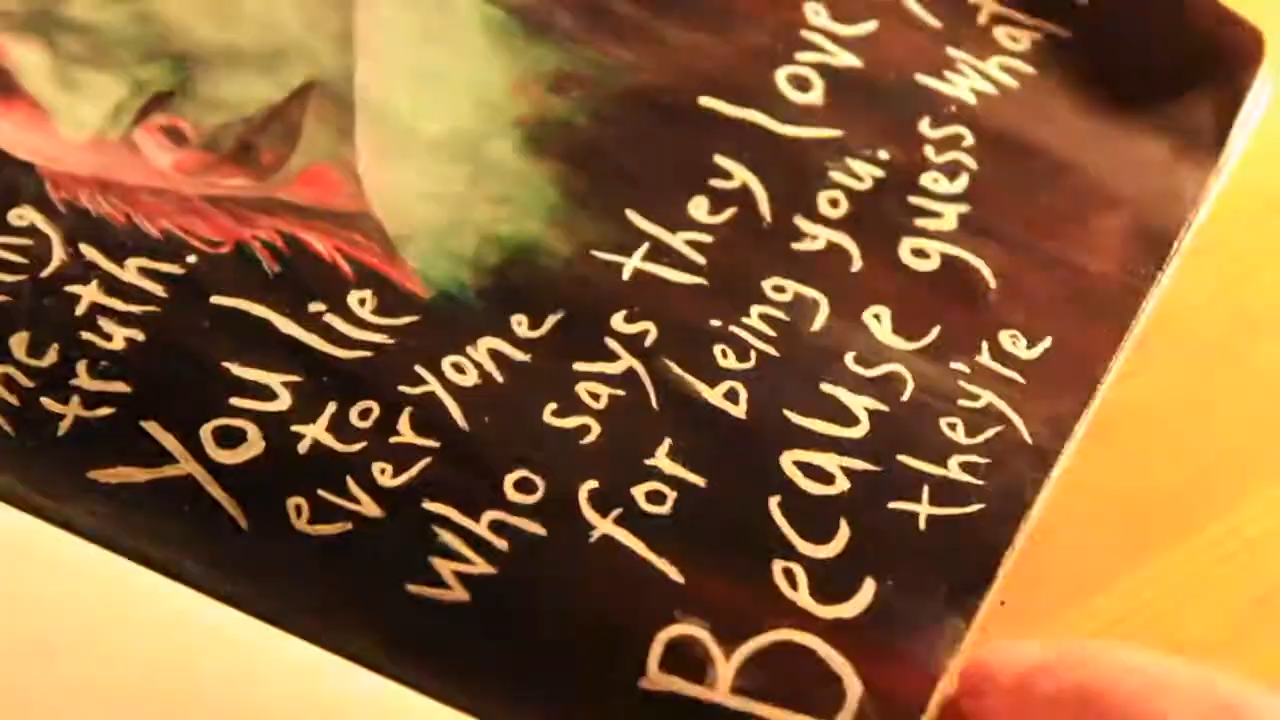 truth.
You lie
to
everyone
who says they love
for being you.
Because guess what
they're